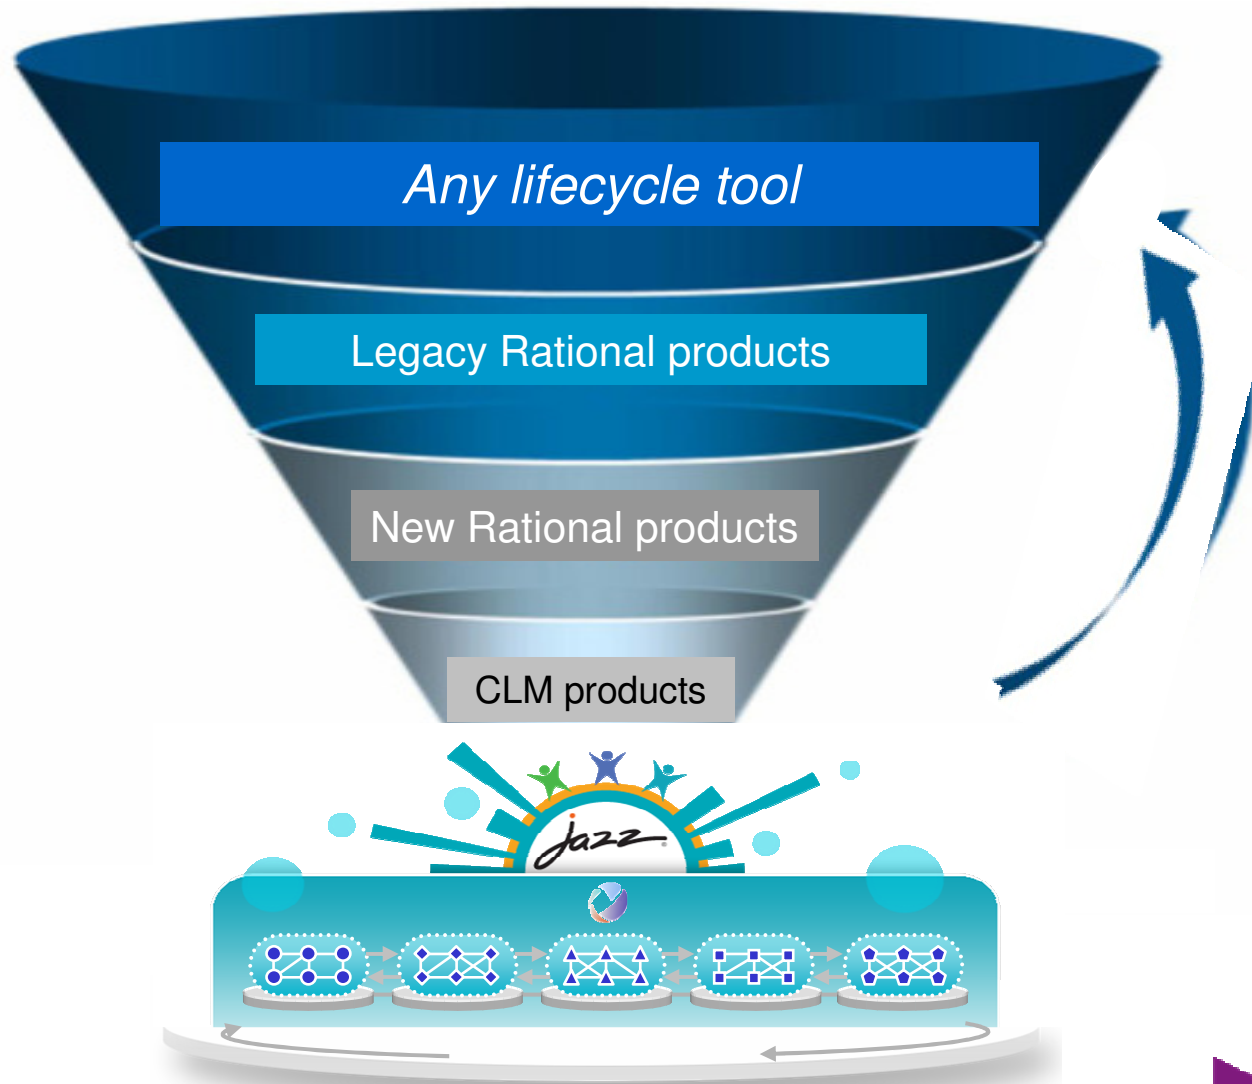 Any lifecycle tool
Legacy Rational products
New Rational products
CLM products
jazz